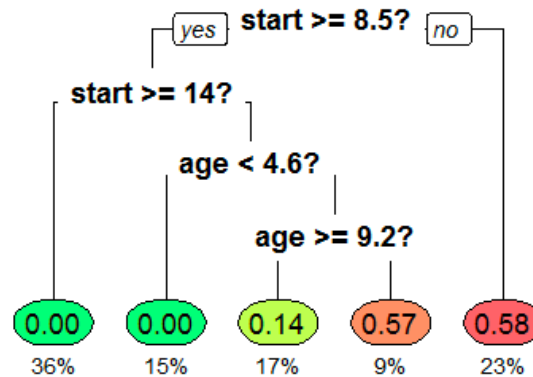 yes start >= 8.5? no
start >= 14?
age < 4.6?
age >= 9.2?
0.00 0.00 0.14 0.57 0.58
36% 15% 17% 9% 23%